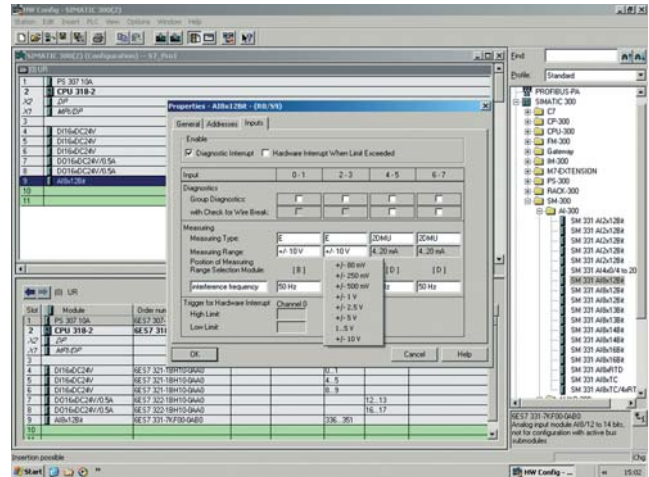 HW Config - SIMATIC 300(2)
Station Edit Insert PLC View Options Window Help
SIMATIC 300(2) (Configuration) -- S7_Pro1
(0) UR
1 PS 307 10A
2 CPU 318-2
X2 DP
X1 MPI/DP
3
4 DI16xDC24V
5 DI16xDC24V
6 DI16xDC24V
7 DO16xDC24V/0.5A
8 DO16xDC24V/0.5A
9 AI8x12Bit
10
11
Properties - AI8x12Bit - (R0/S9)
General Addresses Inputs
Enable
Diagnostic Interrupt Hardware Interrupt When Limit Exceeded
Input 0 - 1 2 - 3 4 - 5 6 - 7
Diagnostics
Group Diagnostics:
with Check for Wire Break:
Measuring
Measuring Type: E E 2DMU 2DMU
Measuring Range: +/- 10 V +/- 10 V 4..20 mA 4..20 mA
Position of Measuring
Range Selection Module: [B] [D] [D]
+/- 80 mV
+/- 250 mV
+/- 500 mV
+/- 1 V
+/- 2.5 V
+/- 5 V
1..5 V
+/- 10 V
interference frequency 50 Hz 50 Hz
Trigger for Hardware Interrupt Channel 0
High Limit
Low Limit
OK Cancel Help
(0) UR
Slot Module Order num
1 PS 307 10A 6ES7 307-
2 CPU 318-2 6ES7 318
X2 DP
X1 MPI/DP
3
4 DI16xDC24V 6ES7 321-1BH10-0AA0 0...1
5 DI16xDC24V 6ES7 321-1BH10-0AA0 4...5
6 DI16xDC24V 6ES7 321-1BH10-0AA0 8...9
7 DO16xDC24V/0.5A 6ES7 322-1BH10-0AA0 12...13
8 DO16xDC24V/0.5A 6ES7 322-1BH10-0AA0 16...17
9 AI8x12Bit 6ES7 331-7KF00-0AB0 336...351
10
Find
Profile: Standard
PROFIBUS-PA
SIMATIC 300
C7
CP-300
CPU-300
FM-300
Gateway
IM-300
M7-EXTENSION
PS-300
RACK-300
SM-300
AI-300
SM 331 AI2x12Bit
SM 331 AI2x12Bit
SM 331 AI2x12Bit
SM 331 AI4x0/4 to 20
SM 331 AI8x12Bit
SM 331 AI8x12Bit
SM 331 AI8x12Bit
SM 331 AI8x13Bit
SM 331 AI8x14Bit
SM 331 AI8x16Bit
SM 331 AI8x16Bit
SM 331 AI8xRTD
SM 331 AI8xTC
SM 331 AI8xTC/4xRT
6ES7 331-7KF00-0AB0
Analog input module AI8/12 to 14 bits,
not for configuration with active bus
submodules
Insertion possible Chg
Start HW Config - ... 15:02